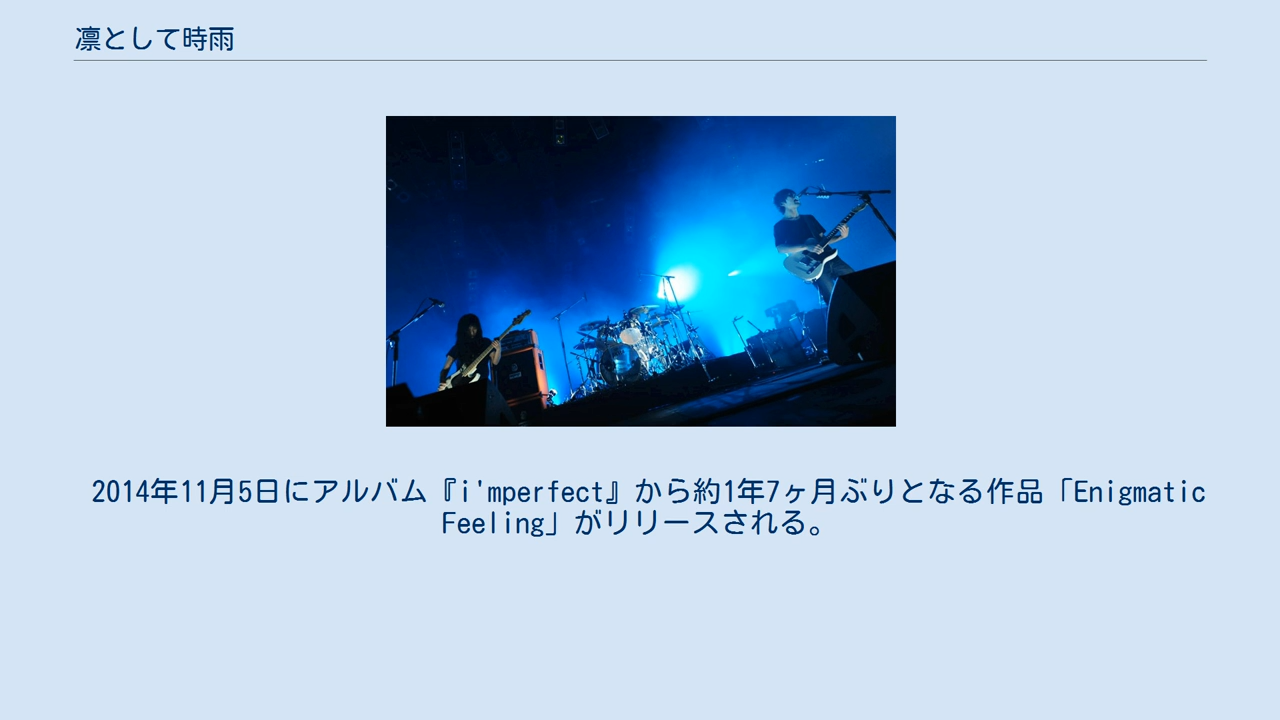 凛として時雨
2014年11月5日にアルバム『i'mperfect』から約1年7ヶ月ぶりとなる作品「Enigmatic
Feeling」がリリースされる。